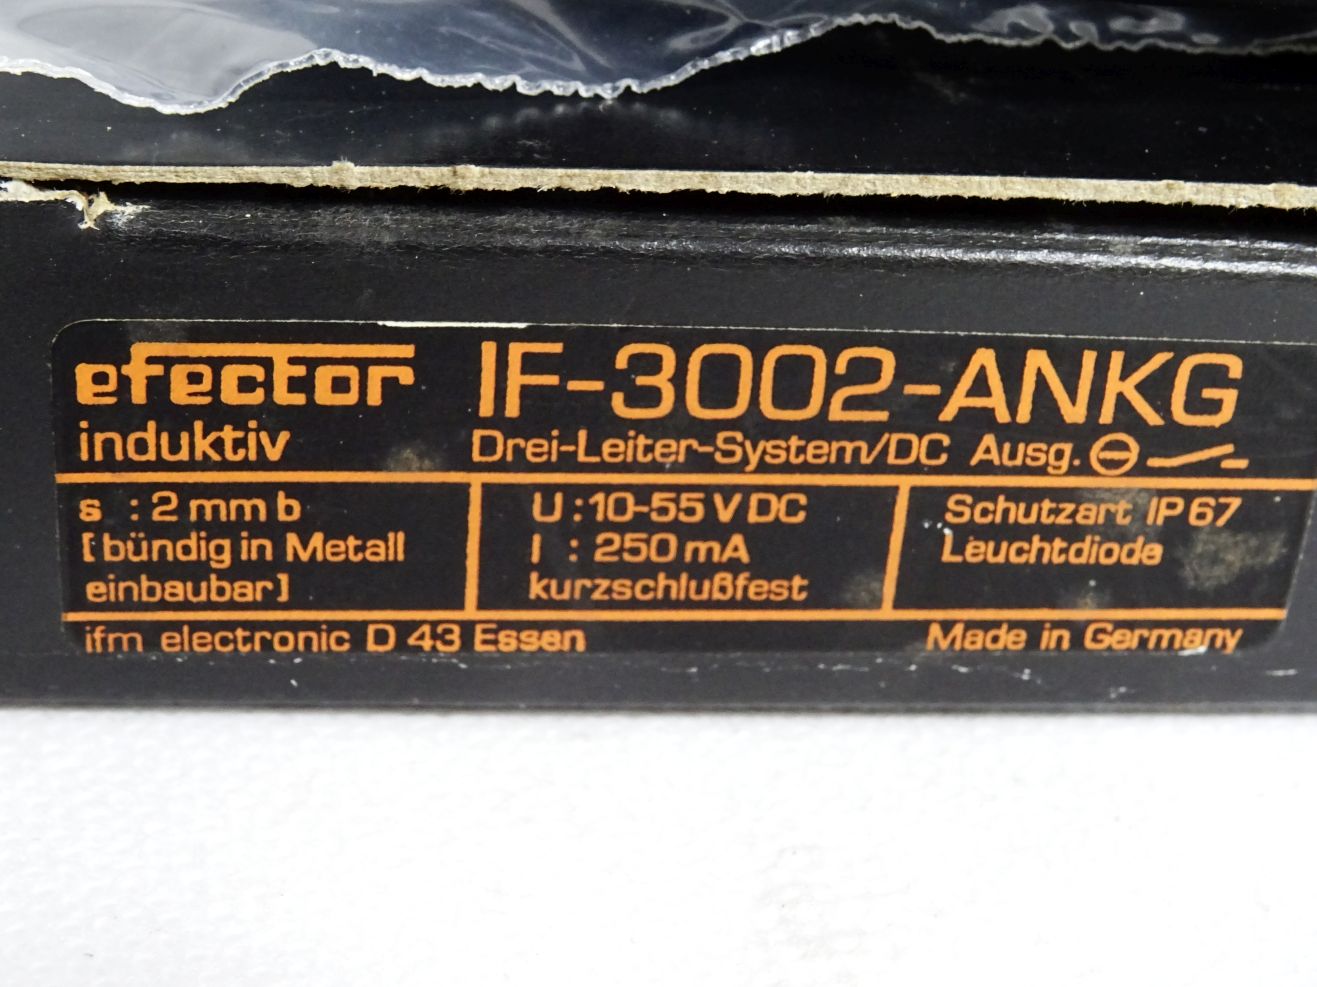 efector IF-3002-ANKG
induktiv Drei-Leiter-System/DC Ausg.
s : 2 mm b
[bündig in Metall
einbaubar]
U : 10-55 V DC
I : 250 mA
kurzschlußfest
Schutzart IP 67
Leuchtdiode
ifm electronic D 43 Essen
Made in Germany